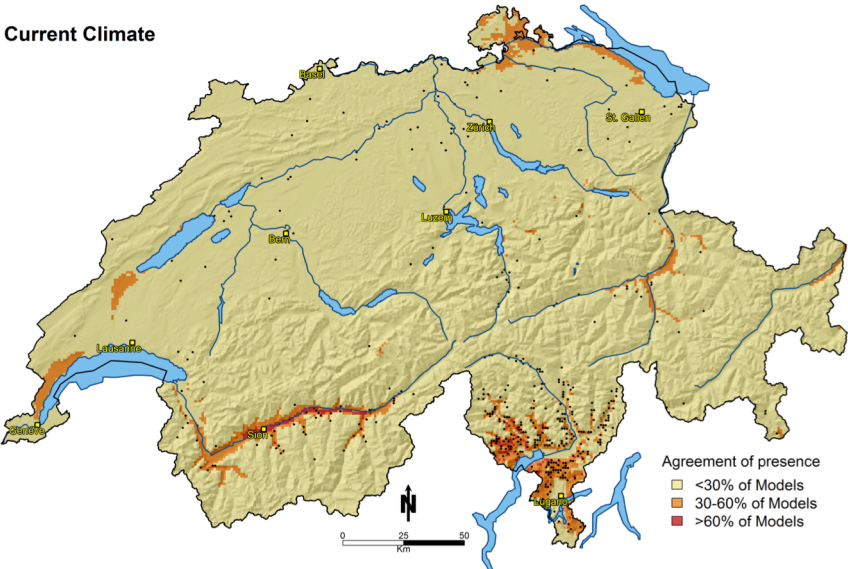 Current Climate
Basel
Zürich
St. Gallen
Luzern
Bern
Lausanne
Genève
Sion
Lugano
N
0 25 50
Km
Agreement of presence
<30% of Models
30-60% of Models
>60% of Models